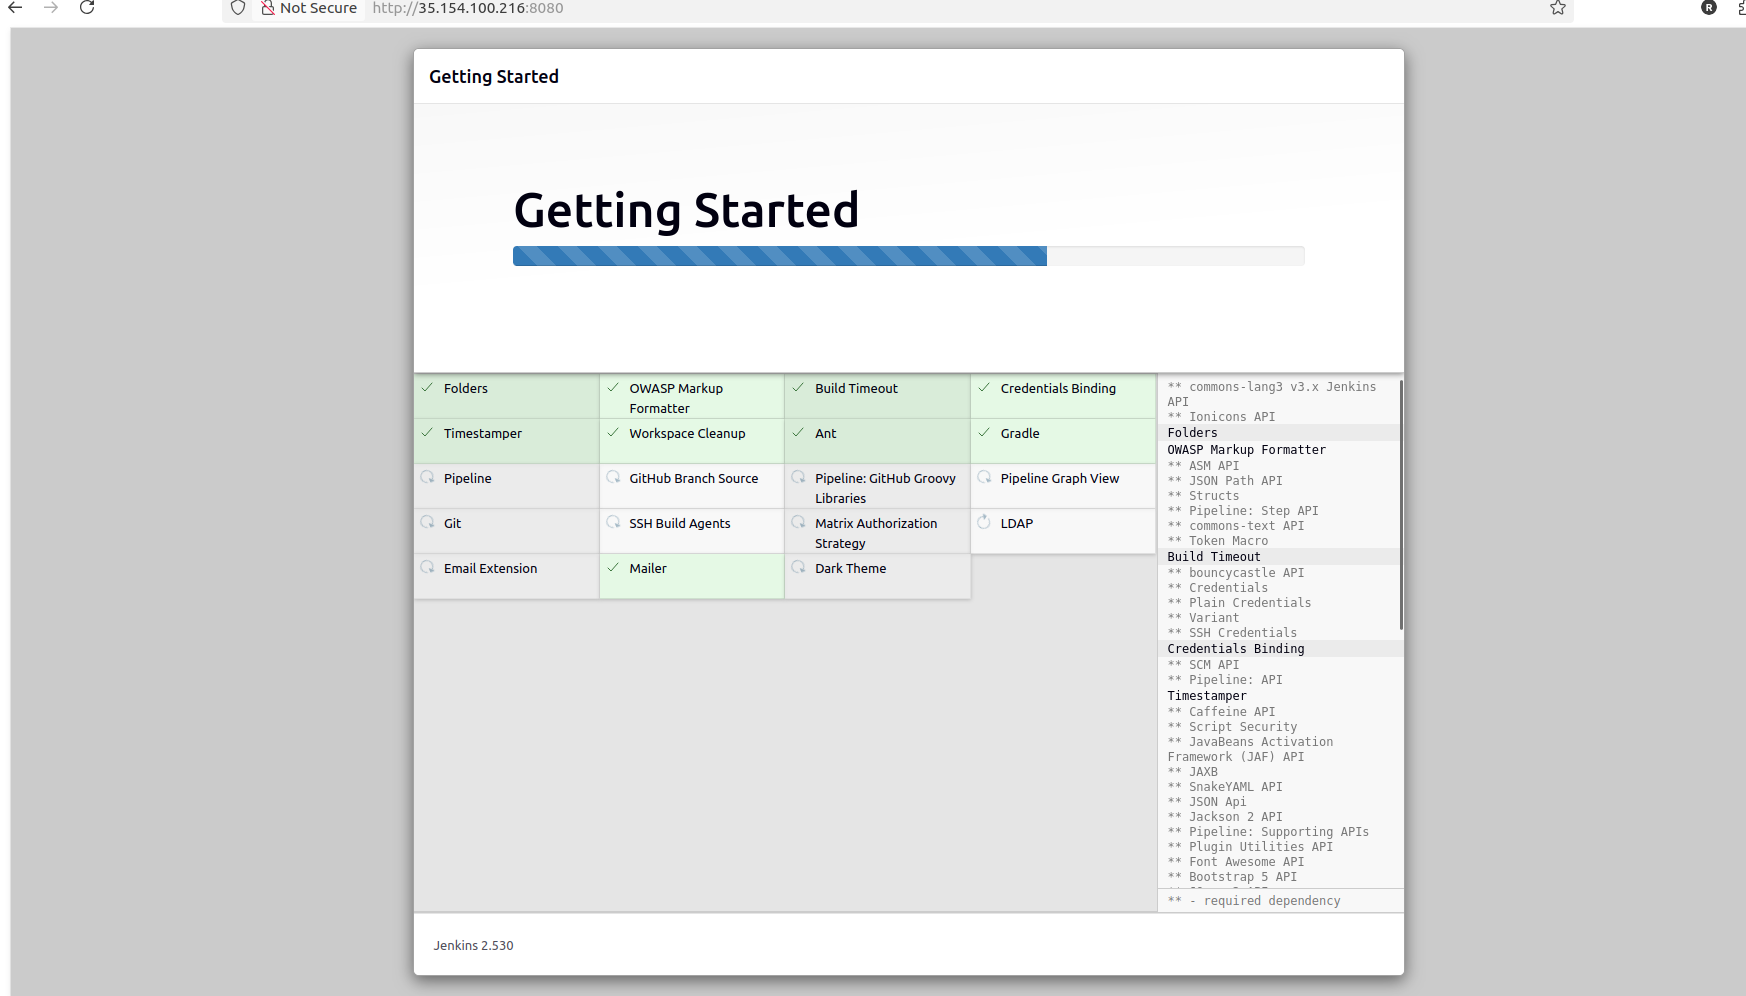 Not Secure http://35.154.100.216:8080
R
Getting Started
Getting Started
Folders
OWASP Markup
Formatter
Build Timeout
Credentials Binding
Timestamper
Workspace Cleanup
Ant
Gradle
Pipeline
GitHub Branch Source
Pipeline: GitHub Groovy
Libraries
Pipeline Graph View
Git
SSH Build Agents
Matrix Authorization
Strategy
LDAP
Email Extension
Mailer
Dark Theme
** commons-lang3 v3.x Jenkins
API
** Ionicons API
Folders
OWASP Markup Formatter
** ASM API
** JSON Path API
** Structs
** Pipeline: Step API
** commons-text API
** Token Macro
Build Timeout
** bouncycastle API
** Credentials
** Plain Credentials
** Variant
** SSH Credentials
Credentials Binding
** SCM API
** Pipeline: API
Timestamper
** Caffeine API
** Script Security
** JavaBeans Activation
Framework (JAF) API
** JAXB
** SnakeYAML API
** JSON Api
** Jackson 2 API
** Pipeline: Supporting APIs
** Plugin Utilities API
** Font Awesome API
** Bootstrap 5 API
** - required dependency
Jenkins 2.530